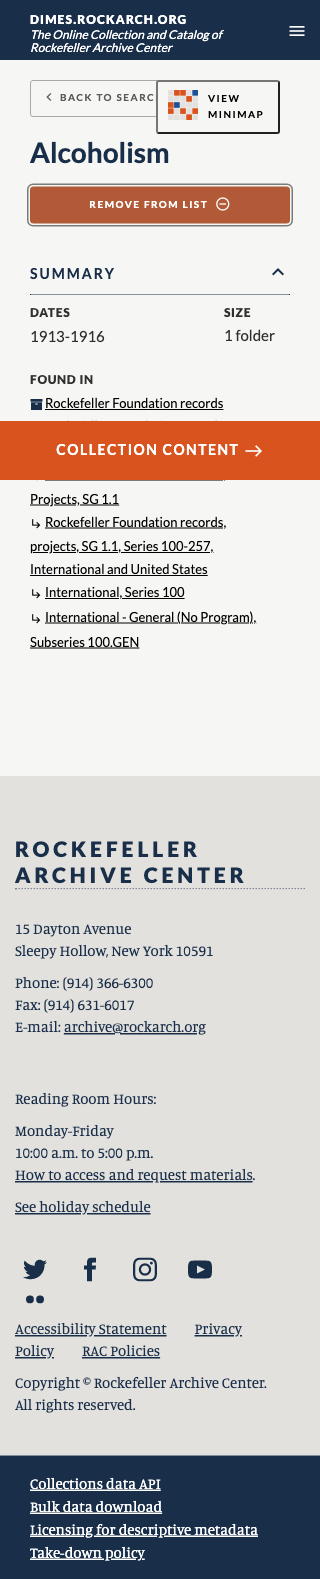 DIMES.ROCKARCH.ORG
The Online Collection and Catalog of
Rockefeller Archive Center
BACK TO SEARC
VIEW
MINIMAP
Alcoholism
REMOVE FROM LIST
SUMMARY
DATES
SIZE
1913-1916
1 folder
FOUND IN
Rockefeller Foundation records
COLLECTION CONTENT
Projects, SG 1.1
↳ Rockefeller Foundation records,
projects, SG 1.1, Series 100-257,
International and United States
↳ International, Series 100
↳ International - General (No Program),
Subseries 100.GEN
ROCKEFELLER
ARCHIVE CENTER
15 Dayton Avenue
Sleepy Hollow, New York 10591
Phone: (914) 366-6300
Fax: (914) 631-6017
E-mail: archive@rockarch.org
Reading Room Hours:
Monday-Friday
10:00 a.m. to 5:00 p.m.
How to access and request materials.
See holiday schedule
Accessibility Statement Privacy
Policy RAC Policies
Copyright © Rockefeller Archive Center.
All rights reserved.
Collections data API
Bulk data download
Licensing for descriptive metadata
Take-down policy